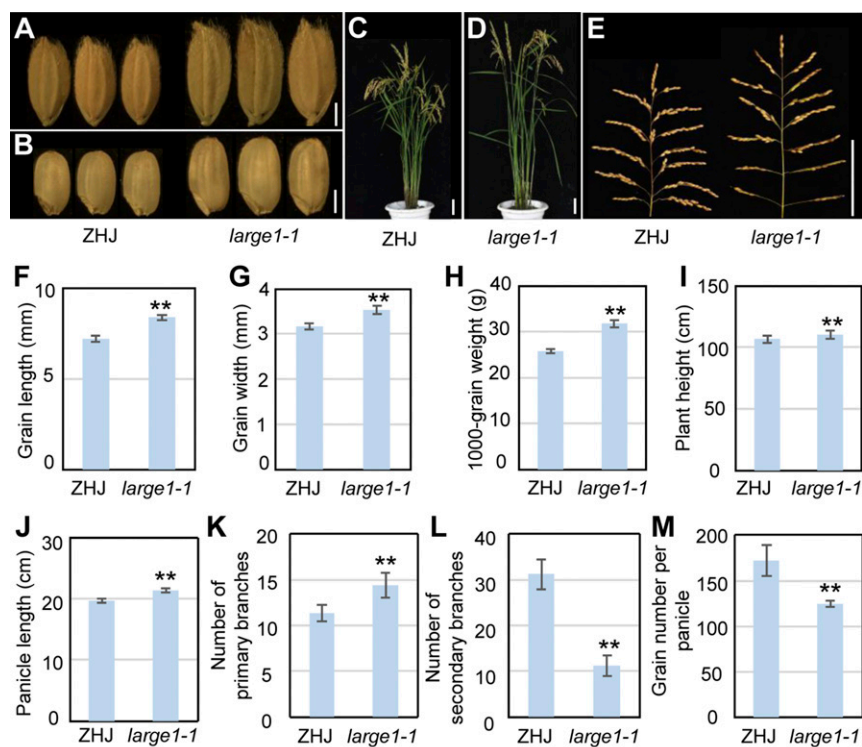 A
B
C
D
E
ZHJ
large1-1
ZHJ
large1-1
ZHJ
large1-1
F
Grain length (mm)
10
5
0
ZHJ
large1-1
**
G
Grain width (mm)
4
3
2
1
0
ZHJ
large1-1
**
H
1000-grain weight (g)
40
30
20
10
0
ZHJ
large1-1
**
I
Plant height (cm)
150
100
50
0
ZHJ
large1-1
**
J
Panicle length (cm)
30
20
10
0
ZHJ
large1-1
**
K
Number of
primary branches
20
15
10
5
0
ZHJ
large1-1
**
L
Number of
secondary branches
40
30
20
10
0
ZHJ
large1-1
**
M
Grain number per
panicle
200
150
100
50
0
ZHJ
large1-1
**